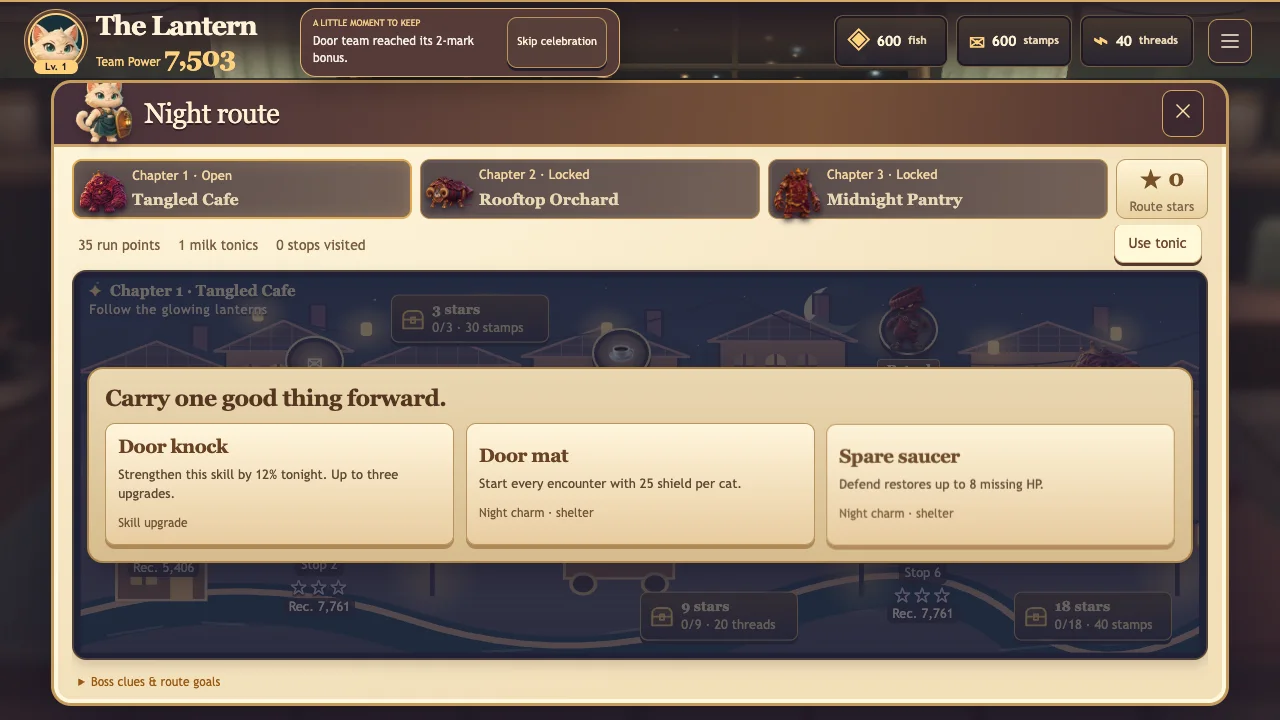 The Lantern
Lv. 1
Team Power 7,503
A LITTLE MOMENT TO KEEP
Door team reached its 2-mark
bonus.
Skip celebration
600 fish
600 stamps
40 threads
Night route
Chapter 1 · Open
Tangled Cafe
Chapter 2 · Locked
Rooftop Orchard
Chapter 3 · Locked
Midnight Pantry
★ 0
Route stars
35 run points
1 milk tonics
0 stops visited
Use tonic
Chapter 1 · Tangled Cafe
Follow the glowing lanterns
3 stars
0/3 · 30 stamps
Carry one good thing forward.
Door knock
Strengthen this skill by 12% tonight. Up to three
upgrades.
Skill upgrade
Door mat
Start every encounter with 25 shield per cat.
Night charm · shelter
Spare saucer
Defend restores up to 8 missing HP.
Night charm · shelter
Rec. 5,406
Stop 2
Rec. 7,761
9 stars
0/9 · 20 threads
Stop 6
Rec. 7,761
18 stars
0/18 · 40 stamps
Boss clues & route goals